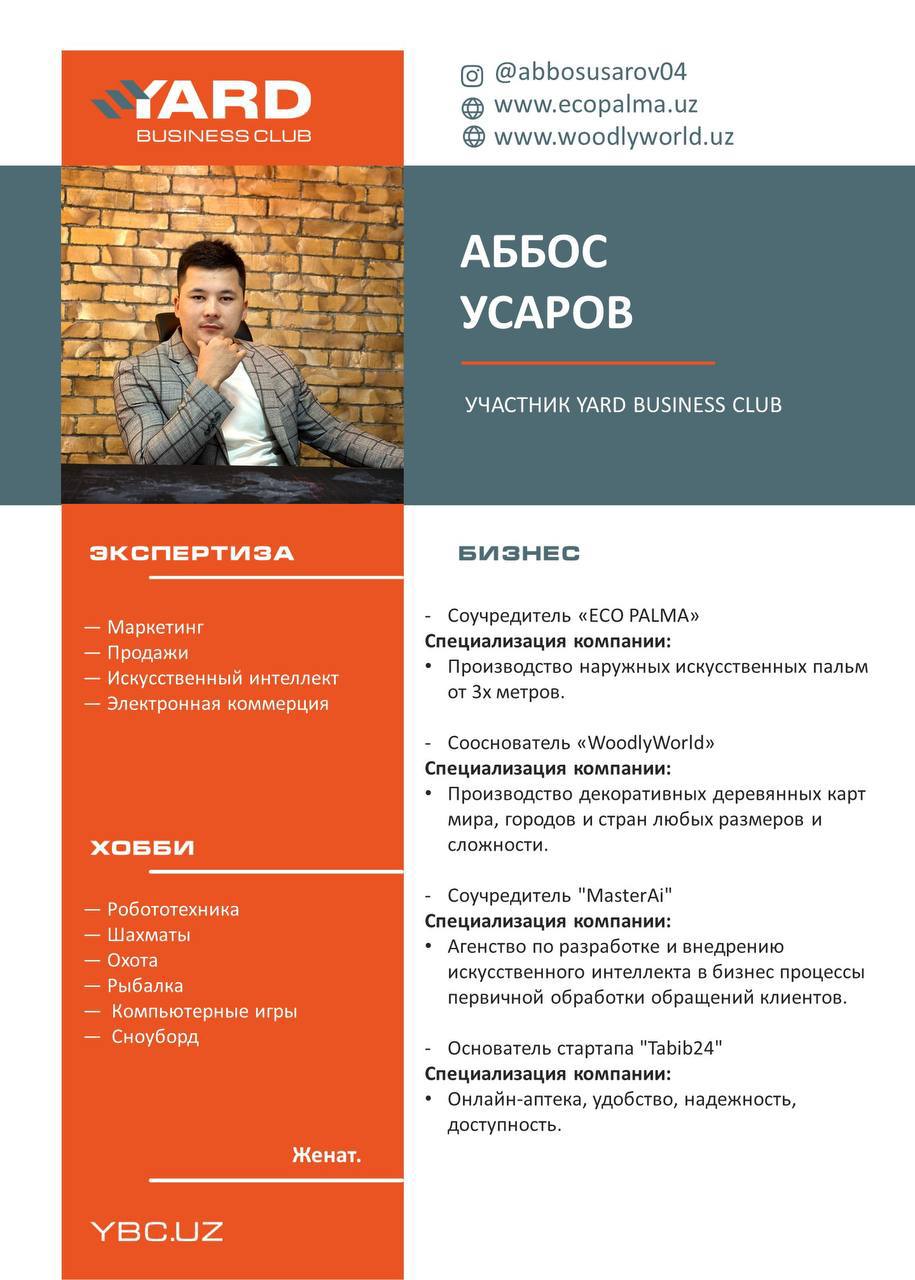 YARD
BUSINESS CLUB
@abbosusarov04
www.ecopalma.uz
www.woodlyworld.uz
АББОС
УСАРОВ
УЧАСТНИК YARD BUSINESS CLUB
ЭКСПЕРТИЗА
— Маркетинг
— Продажи
— Искусственный интеллект
— Электронная коммерция
ХОББИ
— Робототехника
— Шахматы
— Охота
— Рыбалка
— Компьютерные игры
— Сноуборд
Женат.
YBC.UZ
БИЗНЕС
- Соучредитель «ECO PALMA»
Специализация компании:
• Производство наружных искусственных пальм
от 3х метров.
- Сооснователь «WoodlyWorld»
Специализация компании:
• Производство декоративных деревянных карт
мира, городов и стран любых размеров и
сложности.
- Соучредитель "MasterAi"
Специализация компании:
• Агенство по разработке и внедрению
искусственного интеллекта в бизнес процессы
первичной обработки обращений клиентов.
- Основатель стартапа "Tabib24"
Специализация компании:
• Онлайн-аптека, удобство, надежность,
доступность.